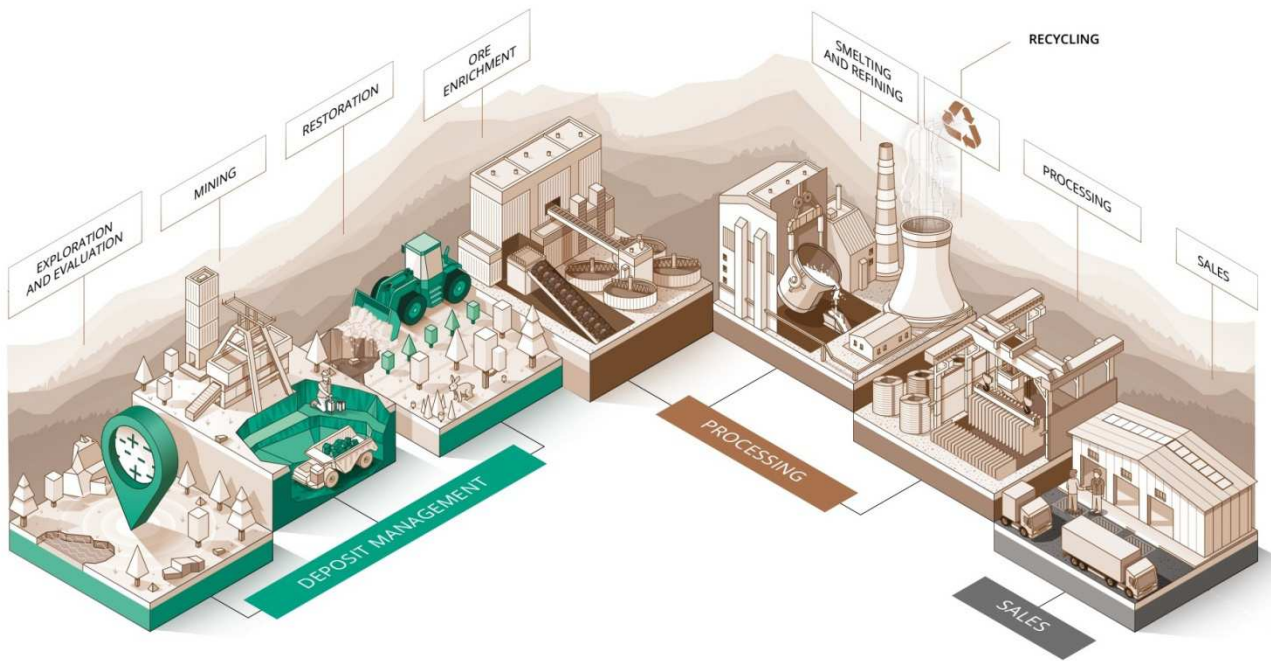 EXPLORATION
AND EVALUATION
MINING
RESTORATION
ORE
ENRICHMENT
SMELTING
AND REFINING
RECYCLING
PROCESSING
SALES
DEPOSIT MANAGEMENT
PROCESSING
SALES